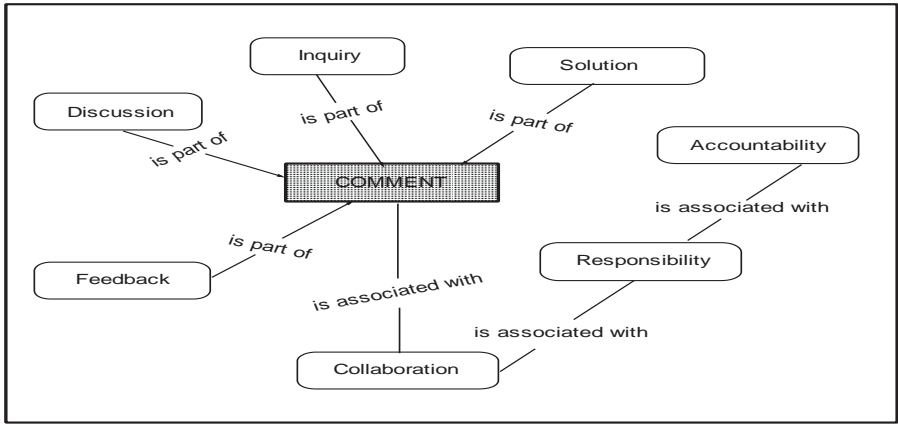 Inquiry
Solution
Discussion
is part of
is part of
is part of
Accountability
COMMENT
is associated with
is part of
Responsibility
Feedback
is associated with
is associated with
Collaboration